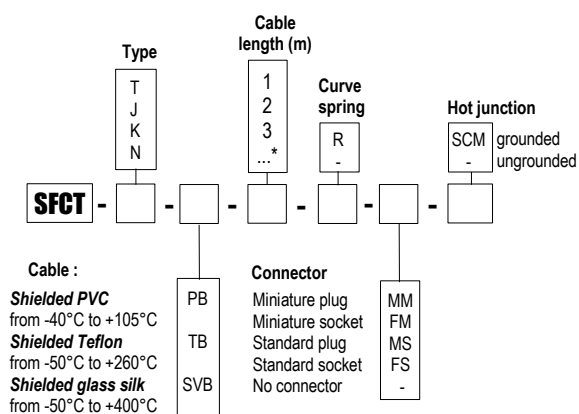 Cable
length (m)
Type
1
2
3
...*
T
J
K
N
Curve
spring
R
-
Hot junction
SCM grounded
- ungrounded
SFCT - - - - - -
Cable :
Shielded PVC
from -40°C to +105°C
Shielded Teflon
from -50°C to +260°C
Shielded glass silk
from -50°C to +400°C
PB
TB
SVB
Connector
Miniature plug MM
Miniature socket FM
Standard plug MS
Standard socket FS
No connector -